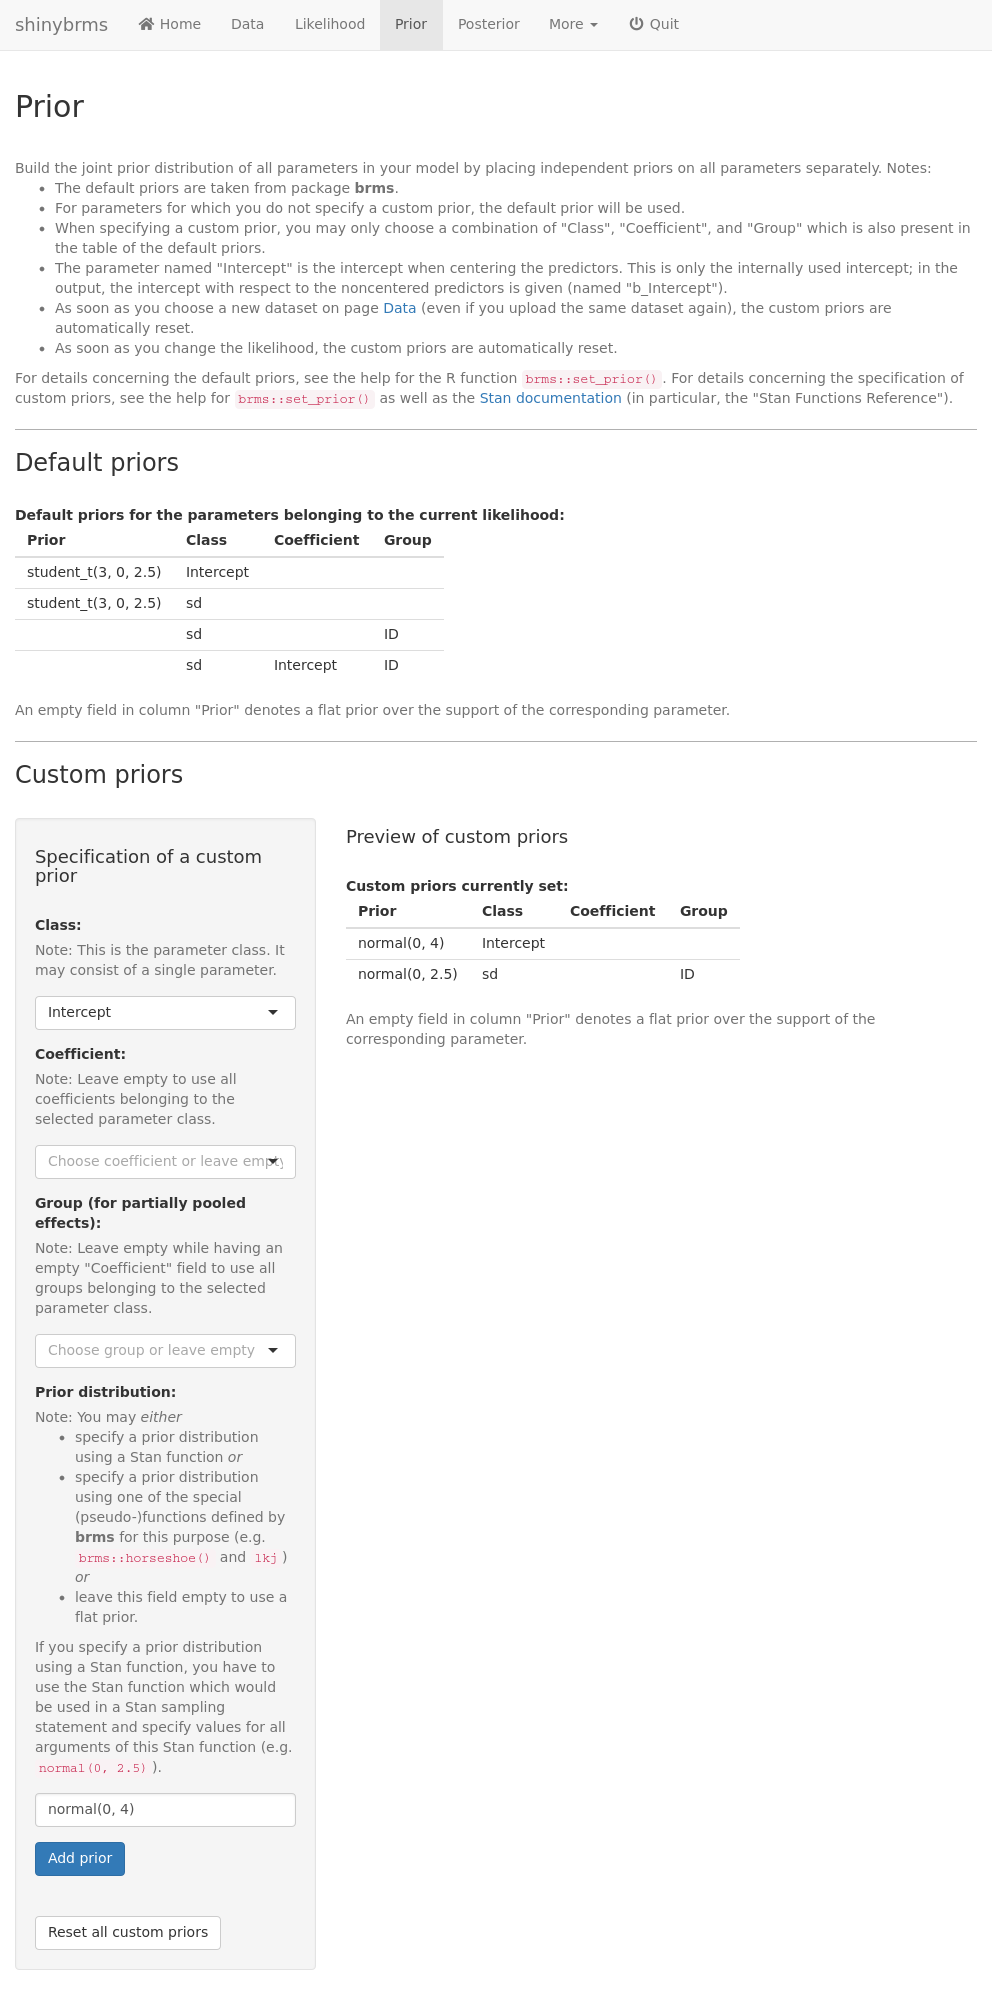 shinybrms Home Data Likelihood Prior Posterior More Quit
Prior
Build the joint prior distribution of all parameters in your model by placing independent priors on all parameters separately. Notes:
• The default priors are taken from package brms.
• For parameters for which you do not specify a custom prior, the default prior will be used.
• When specifying a custom prior, you may only choose a combination of "Class", "Coefficient", and "Group" which is also present in
the table of the default priors.
• The parameter named "Intercept" is the intercept when centering the predictors. This is only the internally used intercept; in the
output, the intercept with respect to the noncentered predictors is given (named "b_Intercept").
• As soon as you choose a new dataset on page Data (even if you upload the same dataset again), the custom priors are
automatically reset.
• As soon as you change the likelihood, the custom priors are automatically reset.
For details concerning the default priors, see the help for the R function brms::set_prior(). For details concerning the specification of
custom priors, see the help for brms::set_prior() as well as the Stan documentation (in particular, the "Stan Functions Reference").
Default priors
Default priors for the parameters belonging to the current likelihood:
Prior Class Coefficient Group
student_t(3, 0, 2.5) Intercept
student_t(3, 0, 2.5) sd
sd ID
sd Intercept ID
An empty field in column "Prior" denotes a flat prior over the support of the corresponding parameter.
Custom priors
Specification of a custom
prior
Class:
Note: This is the parameter class. It
may consist of a single parameter.
Intercept
Coefficient:
Note: Leave empty to use all
coefficients belonging to the
selected parameter class.
Choose coefficient or leave empty
Group (for partially pooled
effects):
Note: Leave empty while having an
empty "Coefficient" field to use all
groups belonging to the selected
parameter class.
Choose group or leave empty
Prior distribution:
Note: You may either
• specify a prior distribution
using a Stan function or
• specify a prior distribution
using one of the special
(pseudo-)functions defined by
brms for this purpose (e.g.
brms::horseshoe() and lkj)
or
• leave this field empty to use a
flat prior.
If you specify a prior distribution
using a Stan function, you have to
use the Stan function which would
be used in a Stan sampling
statement and specify values for all
arguments of this Stan function (e.g.
normal(0, 2.5)).
normal(0, 4)
Add prior
Reset all custom priors
Preview of custom priors
Custom priors currently set:
Prior Class Coefficient Group
normal(0, 4) Intercept
normal(0, 2.5) sd ID
An empty field in column "Prior" denotes a flat prior over the support of the
corresponding parameter.